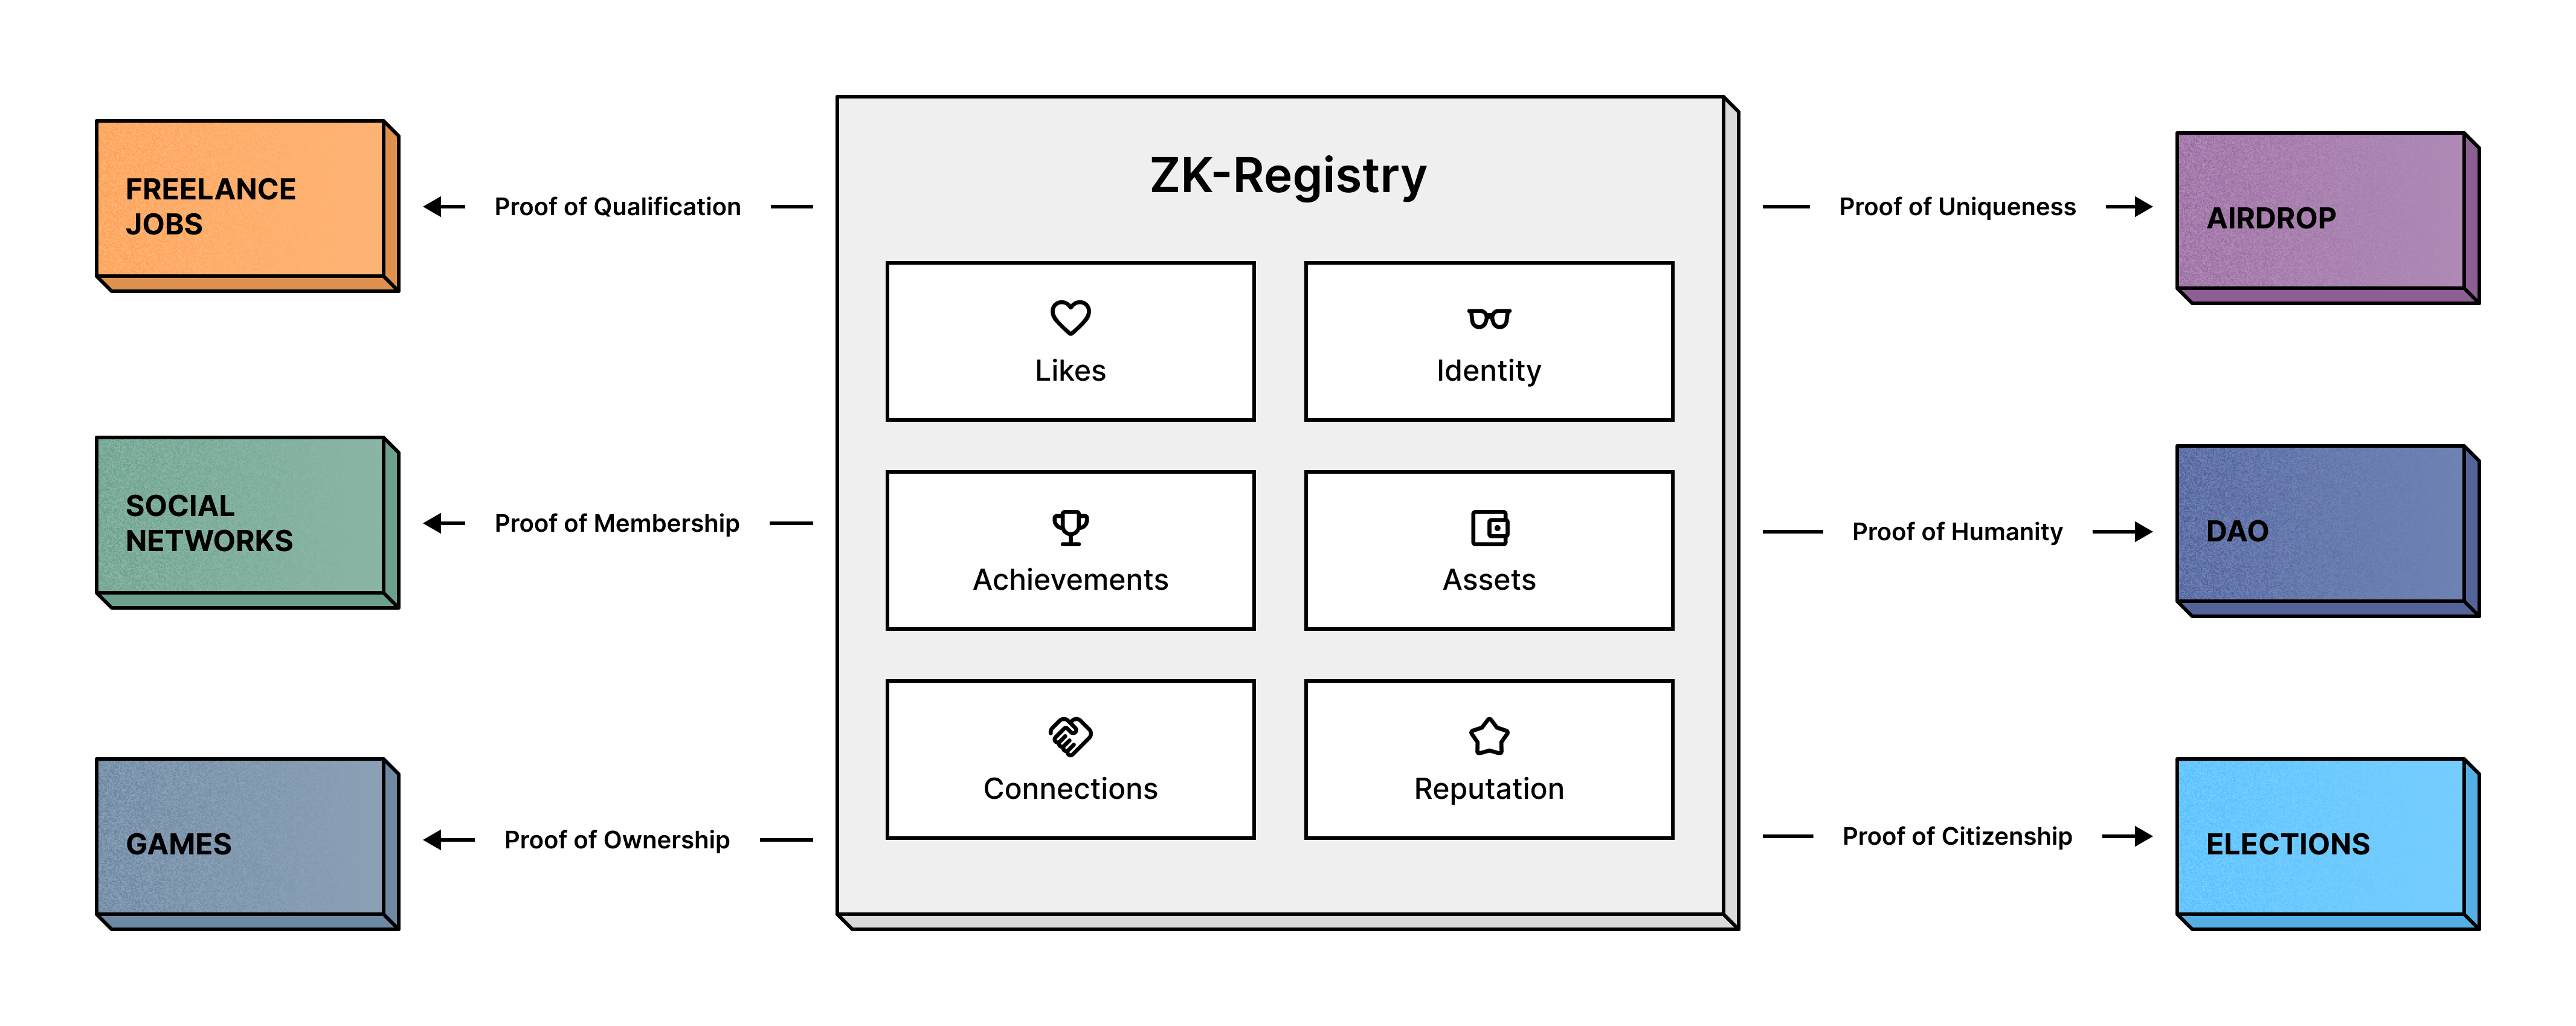 ZK-Registry
FREELANCE
JOBS
Proof of Qualification
SOCIAL
NETWORKS
Proof of Membership
GAMES
Proof of Ownership
Likes
Identity
Achievements
Assets
Connections
Reputation
Proof of Uniqueness
AIRDROP
Proof of Humanity
DAO
Proof of Citizenship
ELECTIONS